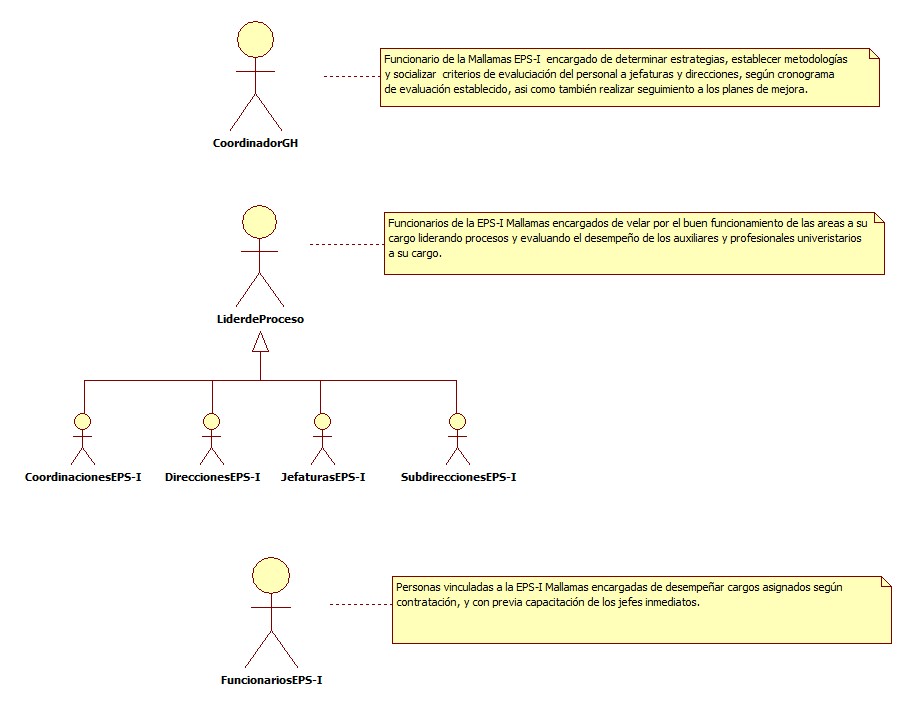 Funcionario de la Mallamas EPS-I encargado de determinar estrategias, establecer metodologías
y socializar criterios de evaluciación del personal a jefaturas y direcciones, según cronograma
de evaluación establecido, asi como también realizar seguimiento a los planes de mejora.
CoordinadorGH
Funcionarios de la EPS-I Mallamas encargados de velar por el buen funcionamiento de las areas a su
cargo liderando procesos y evaluando el desempeño de los auxiliares y profesionales univeristarios
a su cargo.
LiderdeProceso
CoordinacionesEPS-I DireccionesEPS-I JefaturasEPS-I SubdireccionesEPS-I
Personas vinculadas a la EPS-I Mallamas encargadas de desempeñar cargos asignados según
contratación, y con previa capacitación de los jefes inmediatos.
FuncionariosEPS-I